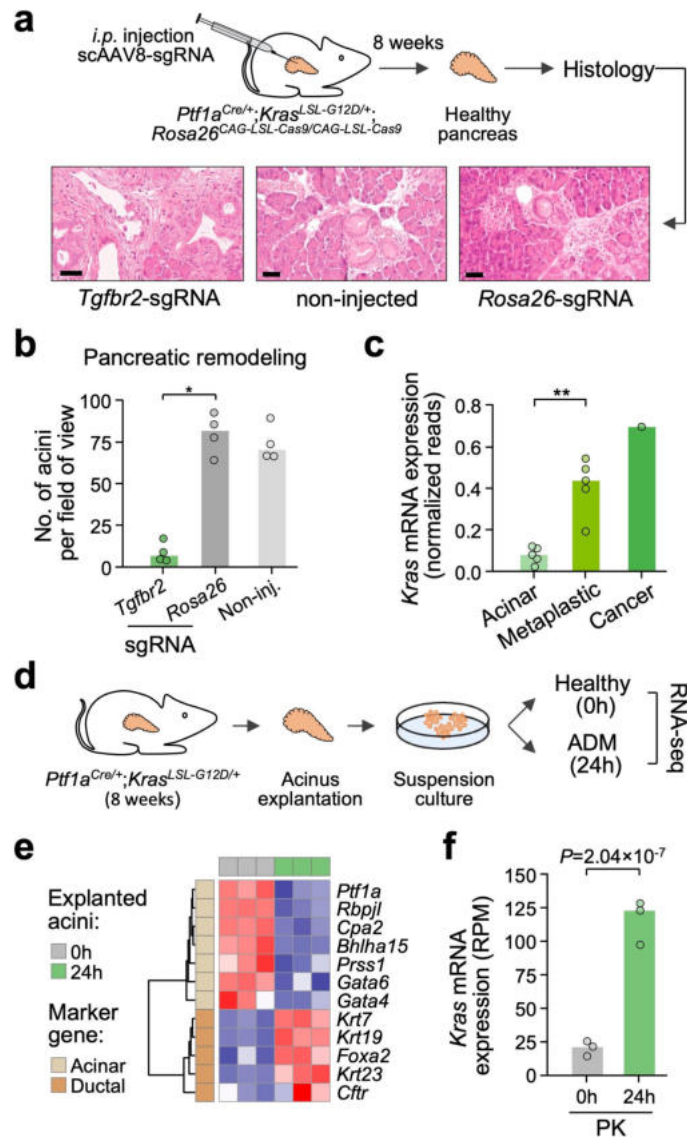 a
i.p. injection
scAAV8-sgRNA
8 weeks
Histology
Ptf1aCre/+;KrasLSL-G12D/+;
Rosa26CAG-LSL-Cas9/CAG-LSL-Cas9
Healthy
pancreas
Tgfbr2-sgRNA
non-injected
Rosa26-sgRNA
b
Pancreatic remodeling
No. of acini
per field of view
100
75
50
25
0
*
Tgfbr2
Rosa26
Non-inj.
sgRNA
c
Kras mRNA expression
(normalized reads)
0.8
0.6
0.4
0.2
0.0
**
Acinar
Metaplastic
Cancer
d
Ptf1aCre/+;KrasLSL-G12D/+
(8 weeks)
Acinus
explantation
Suspension
culture
Healthy
(0h)
ADM
(24h)
RNA-seq
e
Explanted
acini:
0h
24h
Marker
gene:
Acinar
Ductal
Ptf1a
Rbpjl
Cpa2
Bhlha15
Prss1
Gata6
Gata4
Krt7
Krt19
Foxa2
Krt23
Cftr
f
P=2.04×10-7
Kras mRNA
expression (RPM)
150
125
100
75
50
25
0
0h
24h
PK